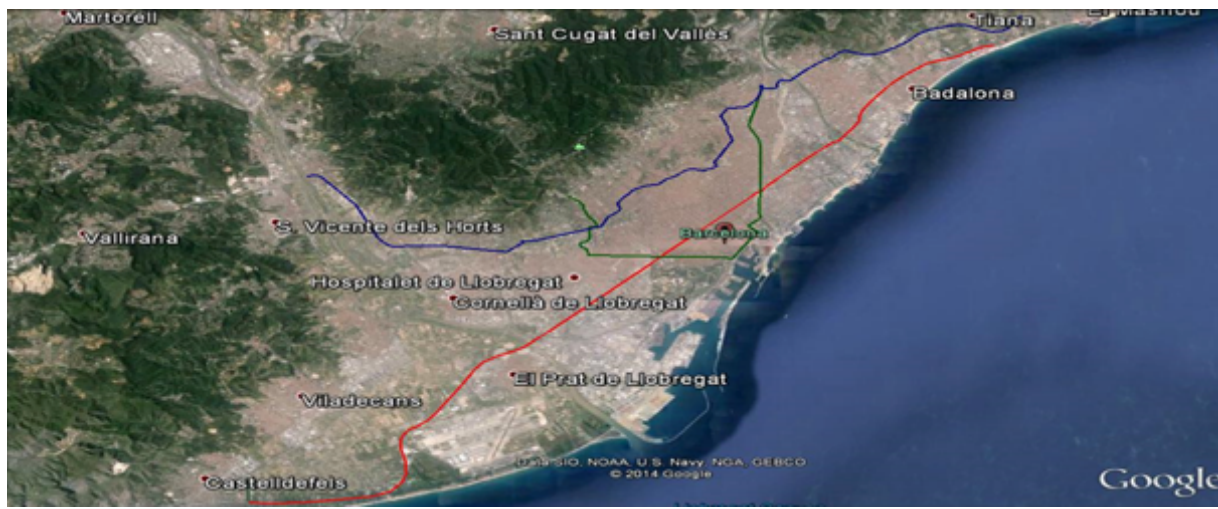 Martorell
Sant Cugat del Vallès
Tiana
El Masnou
Badalona
S. Vicente dels Horts
Vallirana
Barcelona
Hospitalet de Llobregat
Cornellà de Llobregat
El Prat de Llobregat
Viladecans
Castelldefels
Data SIO, NOAA, U.S. Navy, NGA, GEBCO
© 2014 Google
Google